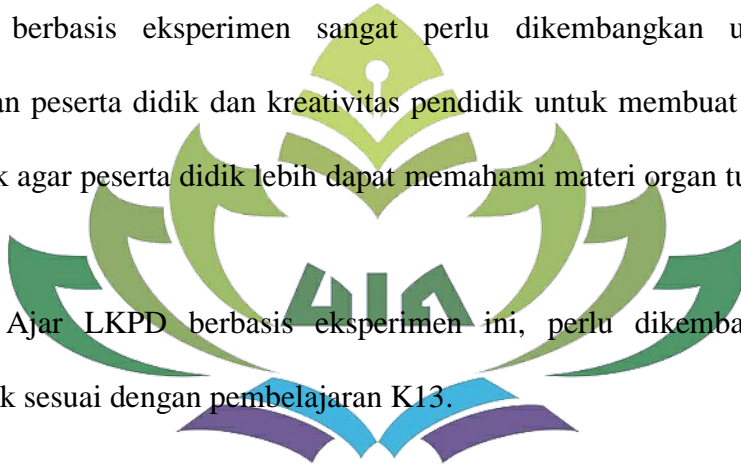 berbasis eksperimen sangat perlu dikembangkan u
an peserta didik dan kreativitas pendidik untuk membuat
k agar peserta didik lebih dapat memahami materi organ tu
UIN
Ajar LKPD berbasis eksperimen ini, perlu dikemba
k sesuai dengan pembelajaran K13.